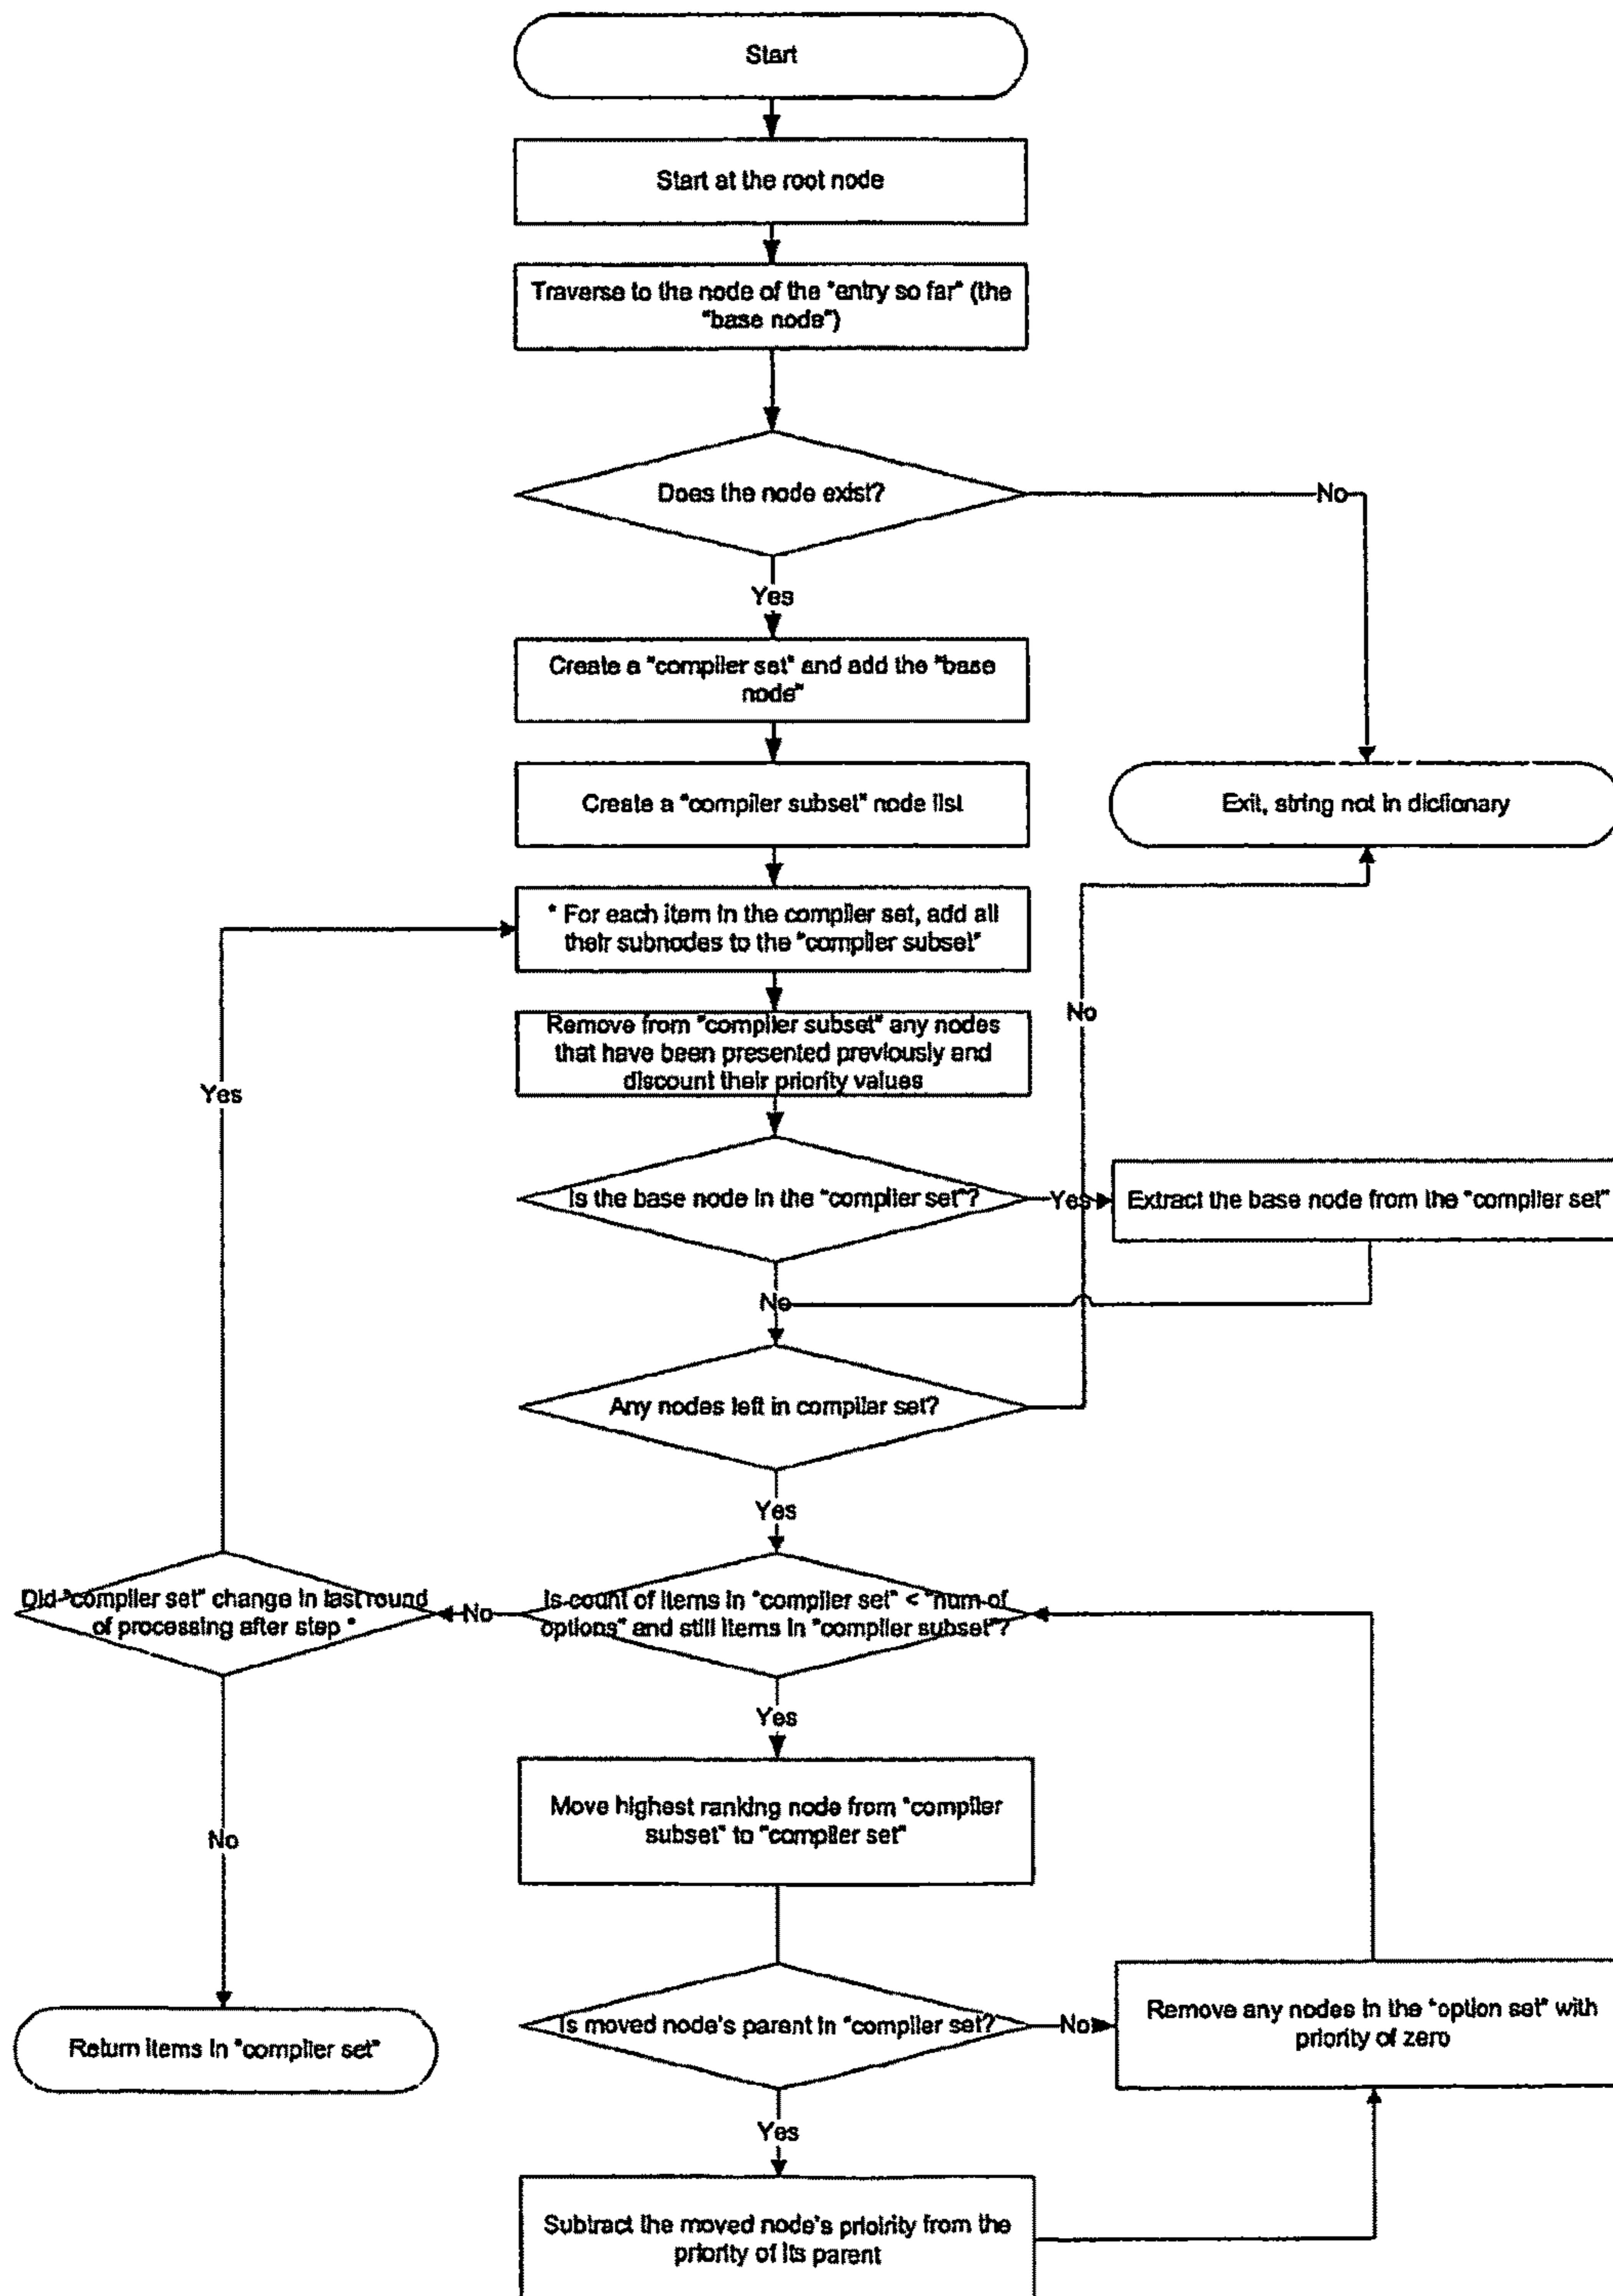 Start
Start at the root node
Traverse to the node of the "entry so far" (the
"base node")
Does the node exist?
No
Yes
Create a "compiler set" and add the "base
node"
Create a "compiler subset" node list
Exit, string not in dictionary
* For each item in the compiler set, add all
their subnodes to the "compiler subset"
No
Remove from "compiler subset" any nodes
that have been presented previously and
discount their priority values
Yes
Is the base node in the "compiler set"?
Yes
Extract the base node from the "compiler set"
No
Any nodes left in compiler set?
Yes
Did "compiler set" change in last round
of processing after step *
No
Is count of items in "compiler set" < "num of
options" and still items in "compiler subset"?
Yes
Move highest ranking node from "compiler
subset" to "compiler set"
No
Return items in "compiler set"
Is moved node's parent in "compiler set?
No
Remove any nodes in the "option set" with
priority of zero
Yes
Subtract the moved node's prioirity from the
priority of its parent